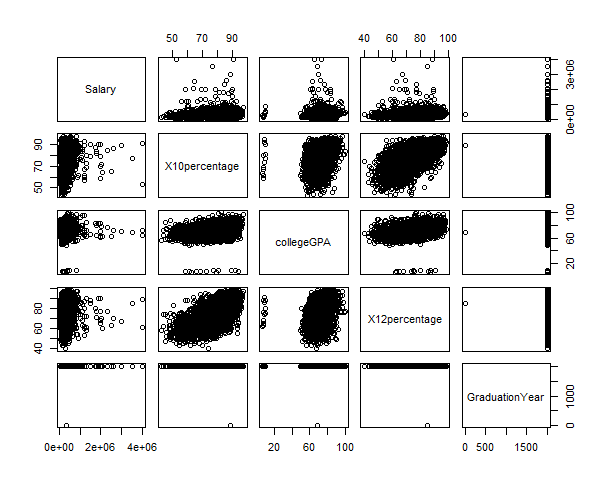 50 70 90
40 60 80 100
Salary
0e+00 3e+06
X10percentage
50 70 90
collegeGPA
20 60 100
X12percentage
40 60 80
GraduationYear
0 1000
0e+00 2e+06 4e+06
20 60 100
0 500 1500